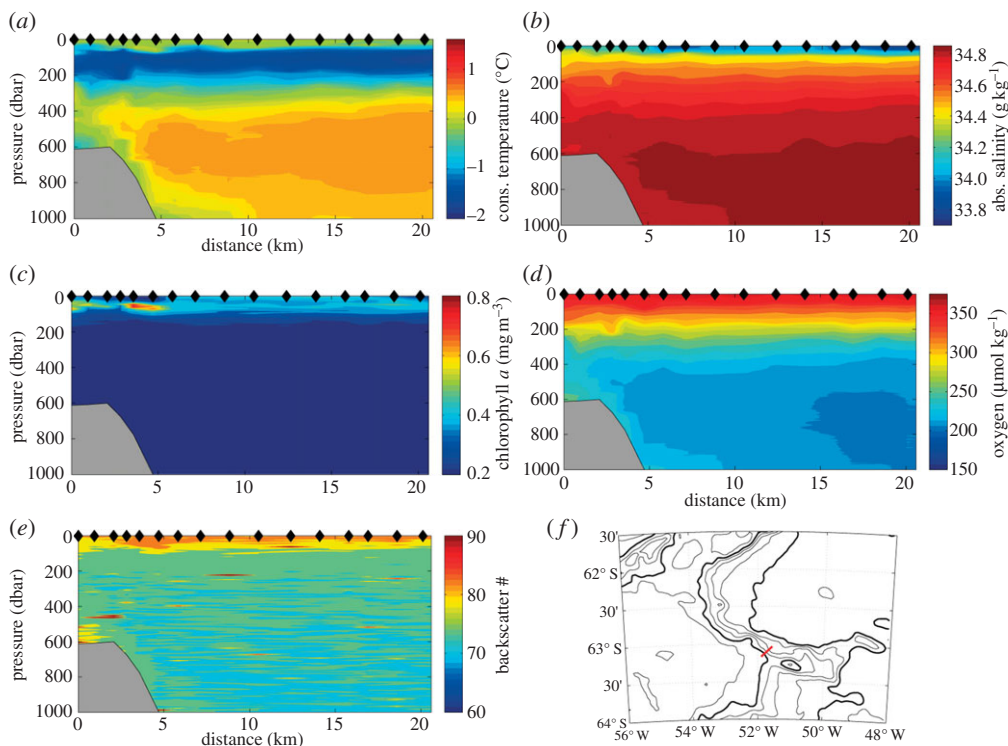 (a)
0
200
400
600
800
1000
pressure (dbar)
0 5 10 15 20
distance (km)
1
0
−1
−2
cons. temperature (°C)
(b)
0
200
400
600
800
1000
0 5 10 15 20
distance (km)
34.8
34.6
34.4
34.2
34.0
33.8
abs. salinity (g kg−1)
(c)
0
200
400
600
800
1000
pressure (dbar)
0 5 10 15 20
0.8
0.6
0.4
0.2
chlorophyll a (mg m−3)
(d)
0
200
400
600
800
1000
0 5 10 15 20
distance (km)
350
300
250
200
150
oxygen (µmol kg−1)
(e)
0
200
400
600
800
1000
pressure (dbar)
0 5 10 15 20
90
80
70
60
backscatter #
(f)
30'
62° S
30'
63° S
30'
64° S
56° W 54° W 52° W 50° W 48° W